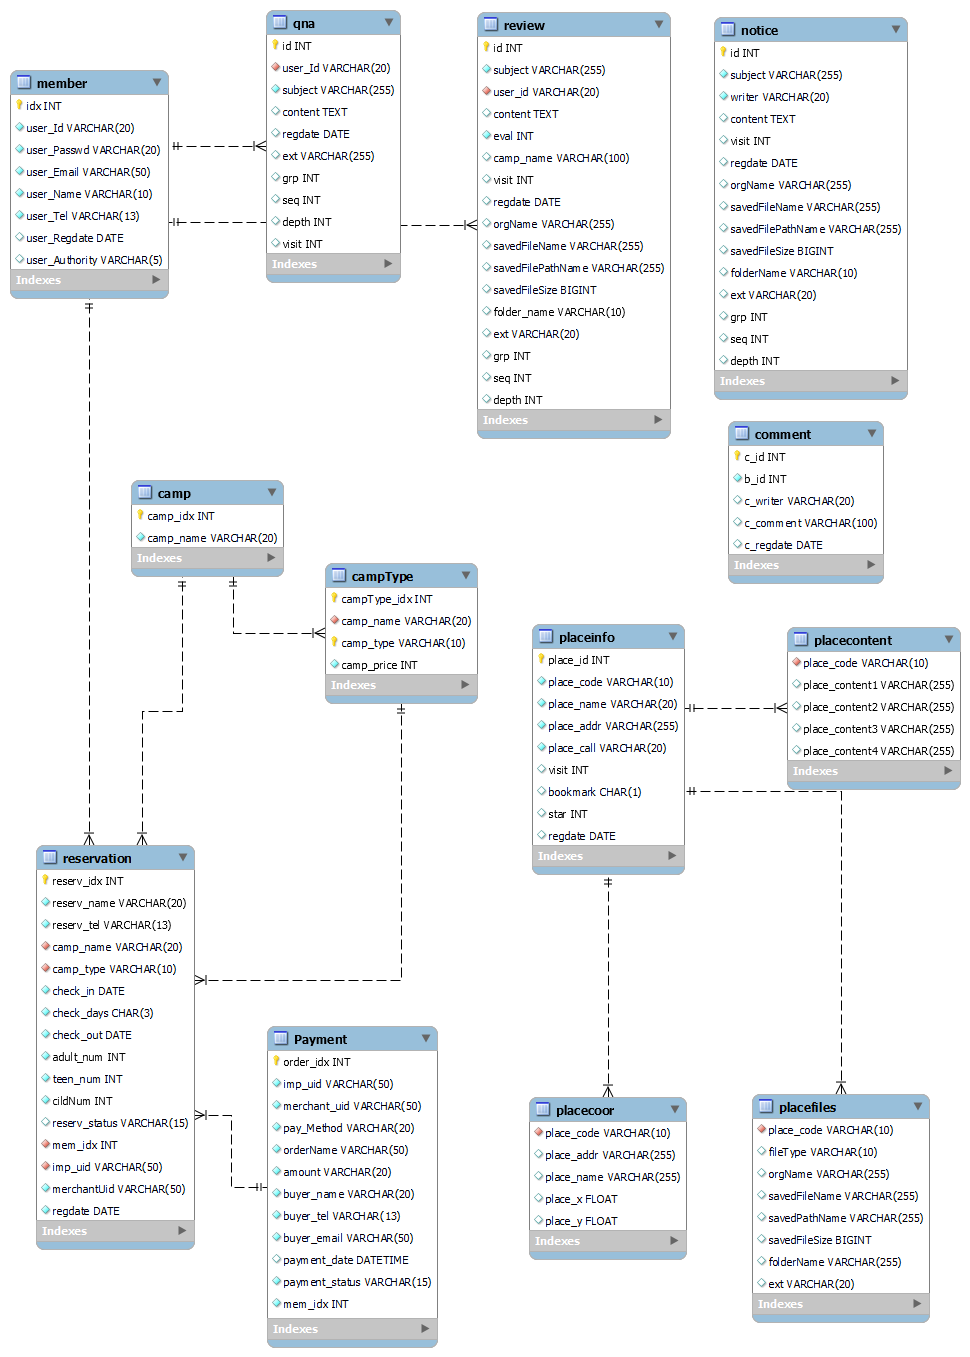 member
idx INT
user_Id VARCHAR(20)
user_Passwd VARCHAR(20)
user_Email VARCHAR(50)
user_Name VARCHAR(10)
user_Tel VARCHAR(13)
user_Regdate DATE
user_Authority VARCHAR(5)
Indexes
qna
id INT
user_Id VARCHAR(20)
subject VARCHAR(255)
content TEXT
regdate DATE
ext VARCHAR(255)
grp INT
seq INT
depth INT
visit INT
Indexes
review
id INT
subject VARCHAR(255)
user_id VARCHAR(20)
content TEXT
eval INT
camp_name VARCHAR(100)
visit INT
regdate DATE
orgName VARCHAR(255)
savedFileName VARCHAR(255)
savedFilePathName VARCHAR(255)
savedFileSize BIGINT
folder_name VARCHAR(10)
ext VARCHAR(20)
grp INT
seq INT
depth INT
Indexes
notice
id INT
subject VARCHAR(255)
writer VARCHAR(20)
content TEXT
visit INT
regdate DATE
orgName VARCHAR(255)
savedFileName VARCHAR(255)
savedFilePathName VARCHAR(255)
savedFileSize BIGINT
folderName VARCHAR(10)
ext VARCHAR(20)
grp INT
seq INT
depth INT
Indexes
comment
c_id INT
b_id INT
c_writer VARCHAR(20)
c_comment VARCHAR(100)
c_regdate DATE
Indexes
camp
camp_idx INT
camp_name VARCHAR(20)
Indexes
campType
campType_idx INT
camp_name VARCHAR(20)
camp_type VARCHAR(10)
camp_price INT
Indexes
placeinfo
place_id INT
place_code VARCHAR(10)
place_name VARCHAR(20)
place_addr VARCHAR(255)
place_call VARCHAR(20)
visit INT
bookmark CHAR(1)
star INT
regdate DATE
Indexes
placecontent
place_code VARCHAR(10)
place_content1 VARCHAR(255)
place_content2 VARCHAR(255)
place_content3 VARCHAR(255)
place_content4 VARCHAR(255)
Indexes
reservation
reserv_idx INT
reserv_name VARCHAR(20)
reserv_tel VARCHAR(13)
camp_name VARCHAR(20)
camp_type VARCHAR(10)
check_in DATE
check_days CHAR(3)
check_out DATE
adult_num INT
teen_num INT
cildNum INT
reserv_status VARCHAR(15)
mem_idx INT
imp_uid VARCHAR(50)
merchantUid VARCHAR(50)
regdate DATE
Indexes
Payment
order_idx INT
imp_uid VARCHAR(50)
merchant_uid VARCHAR(50)
pay_Method VARCHAR(20)
orderName VARCHAR(50)
amount VARCHAR(20)
buyer_name VARCHAR(20)
buyer_tel VARCHAR(13)
buyer_email VARCHAR(50)
payment_date DATETIME
payment_status VARCHAR(15)
mem_idx INT
Indexes
placecoor
place_code VARCHAR(10)
place_addr VARCHAR(255)
place_name VARCHAR(255)
place_x FLOAT
place_y FLOAT
Indexes
placefiles
place_code VARCHAR(10)
fileType VARCHAR(10)
orgName VARCHAR(255)
savedFileName VARCHAR(255)
savedPathName VARCHAR(255)
savedFileSize BIGINT
folderName VARCHAR(255)
ext VARCHAR(20)
Indexes